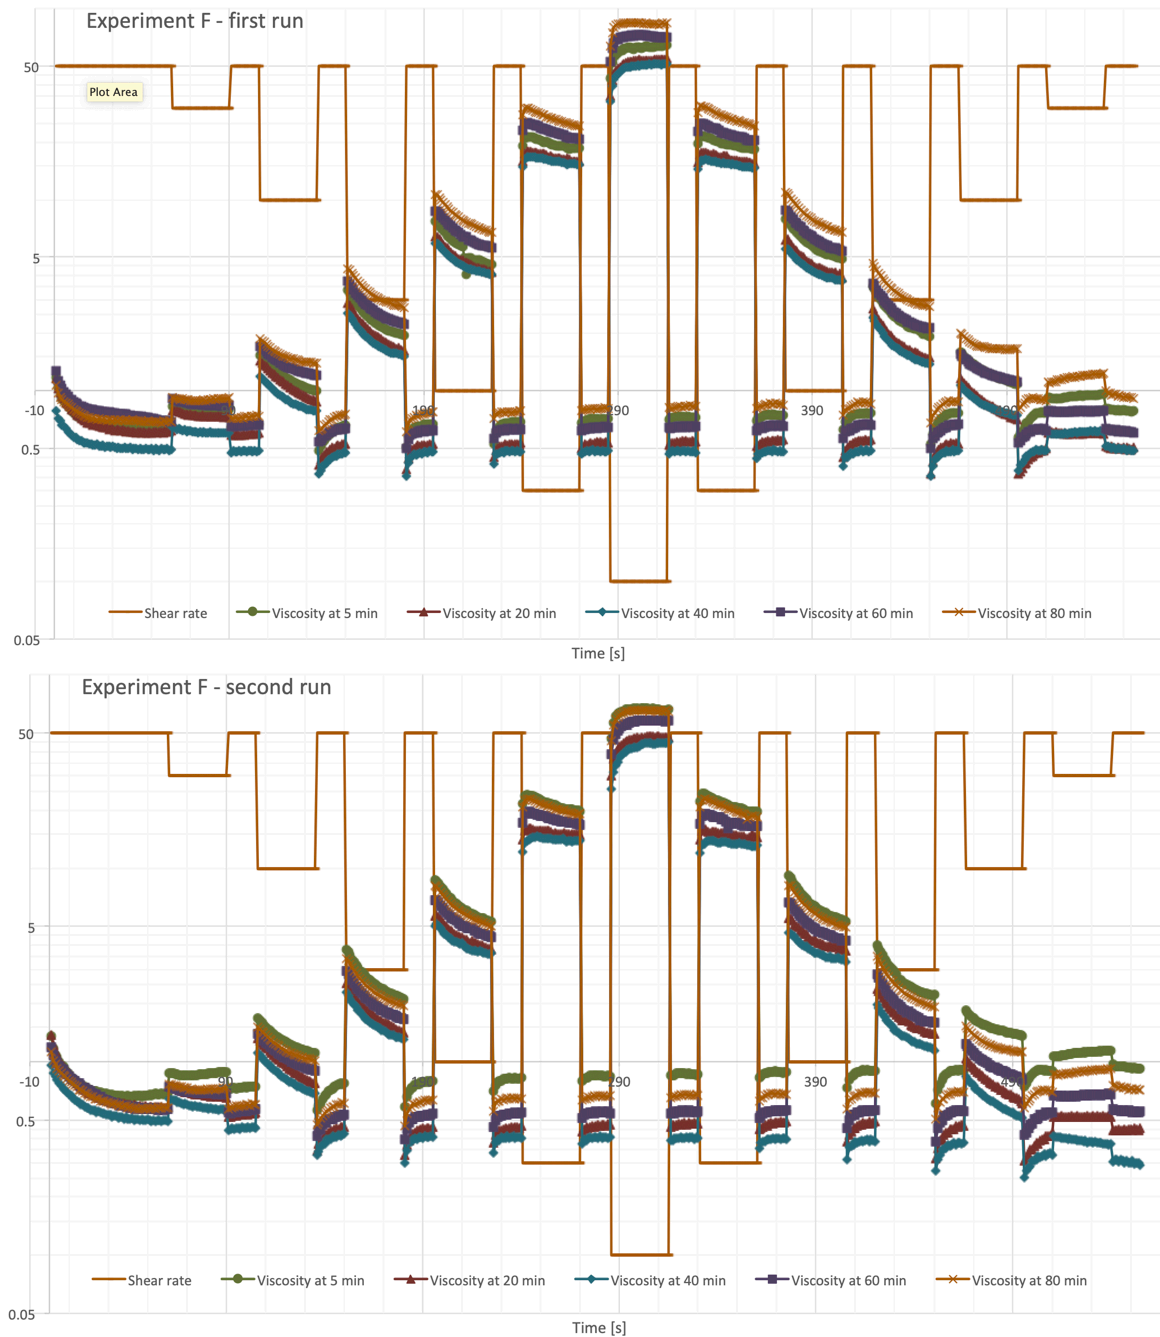 Experiment F - first run
50
Plot Area
5
-10 90 190 290 390 490
0.5
Shear rate Viscosity at 5 min Viscosity at 20 min Viscosity at 40 min Viscosity at 60 min Viscosity at 80 min
0.05
Time [s]
Experiment F - second run
50
5
-10 90 190 290 390 490
0.5
Shear rate Viscosity at 5 min Viscosity at 20 min Viscosity at 40 min Viscosity at 60 min Viscosity at 80 min
0.05
Time [s]